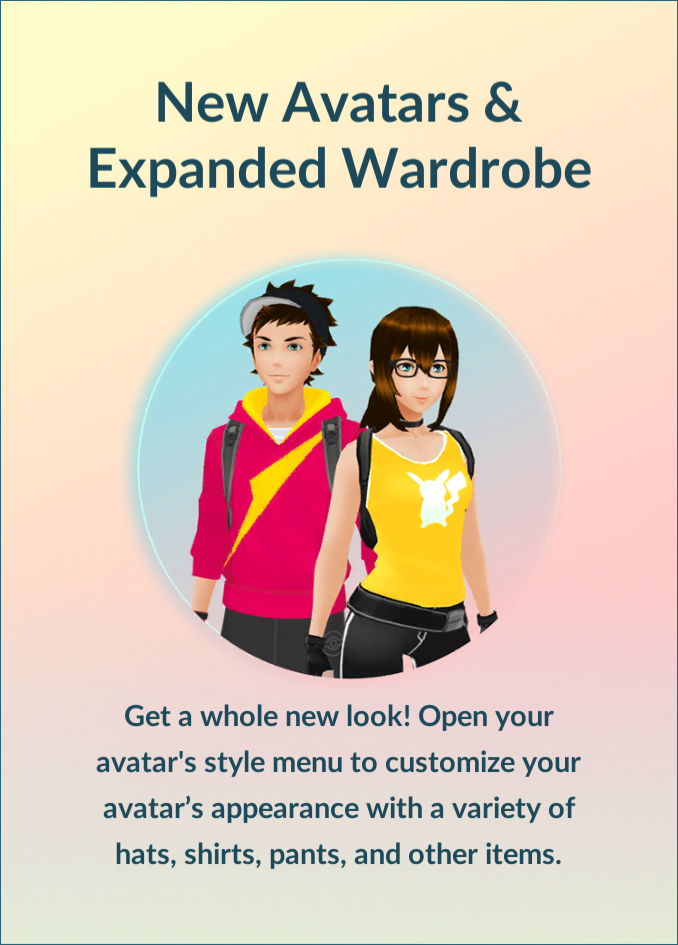 New Avatars &
Expanded Wardrobe
Get a whole new look! Open your
avatar's style menu to customize your
avatar’s appearance with a variety of
hats, shirts, pants, and other items.